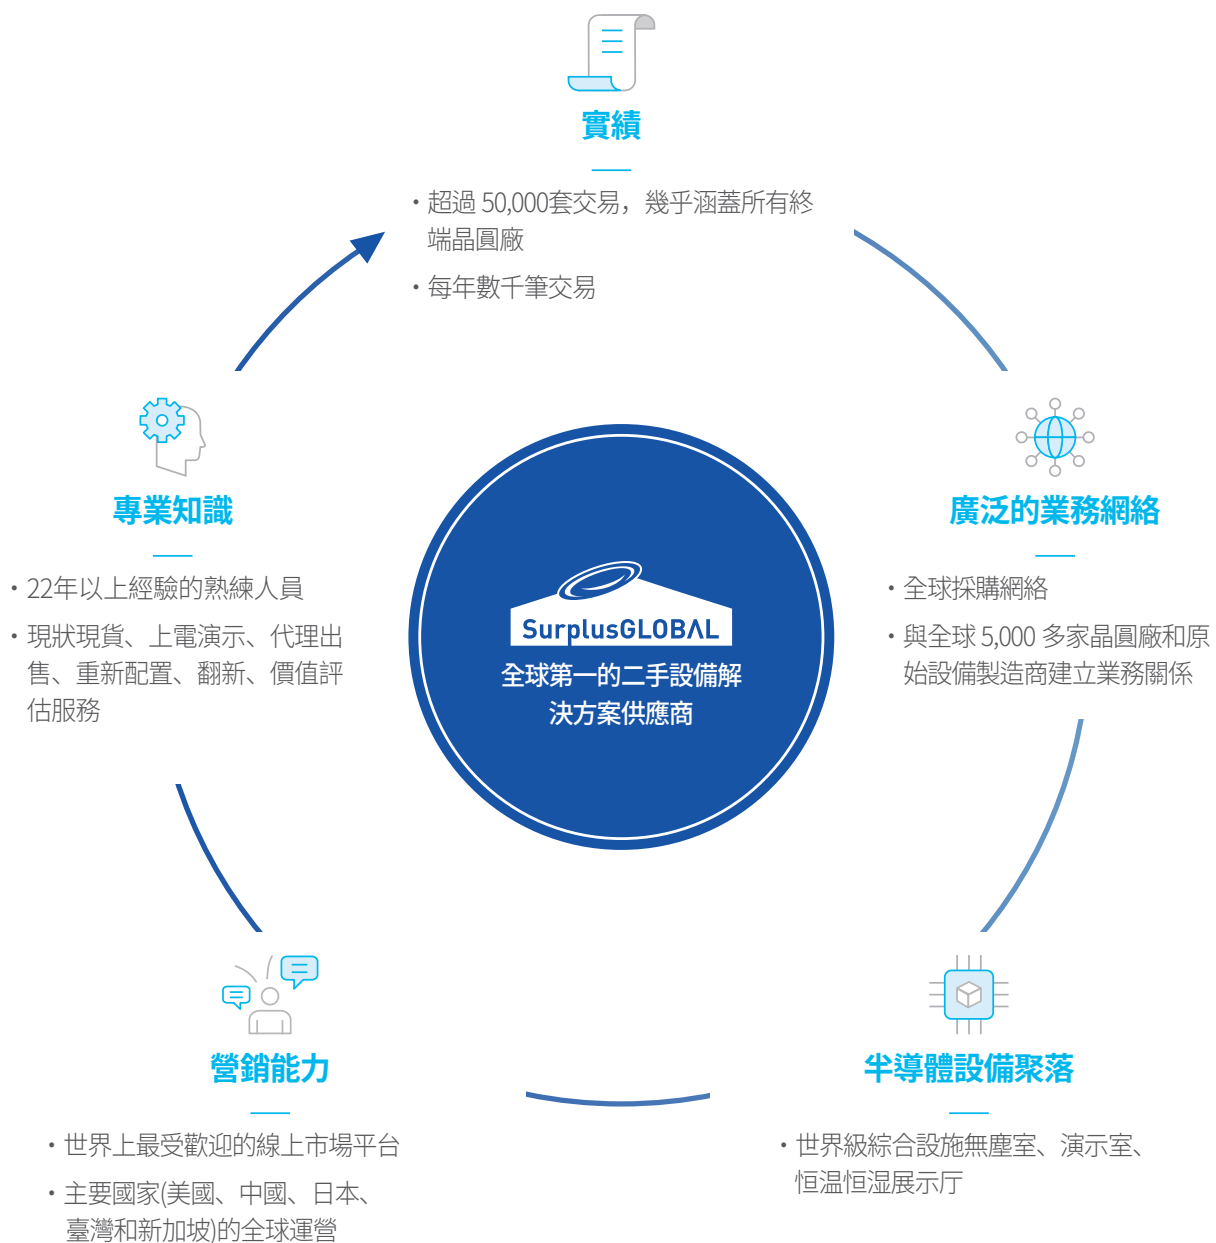 實績
・超過 50,000套交易，幾乎涵蓋所有終
端晶圓廠
・每年數千筆交易
專業知識
・22年以上經驗的熟練人員
・現狀現貨、上電演示、代理出
售、重新配置、翻新、價值評
估服務
廣泛的業務網絡
・全球採購網絡
・與全球 5,000 多家晶圓廠和原
始設備製造商建立業務關係
SurplusGLOBAL
全球第一的二手設備解
決方案供應商
營銷能力
・世界上最受歡迎的線上市場平台
・主要國家(美國、中國、日本、
臺灣和新加坡)的全球運營
半導體設備聚落
・世界級綜合設施無塵室、演示室、
恒温恒湿展示厅